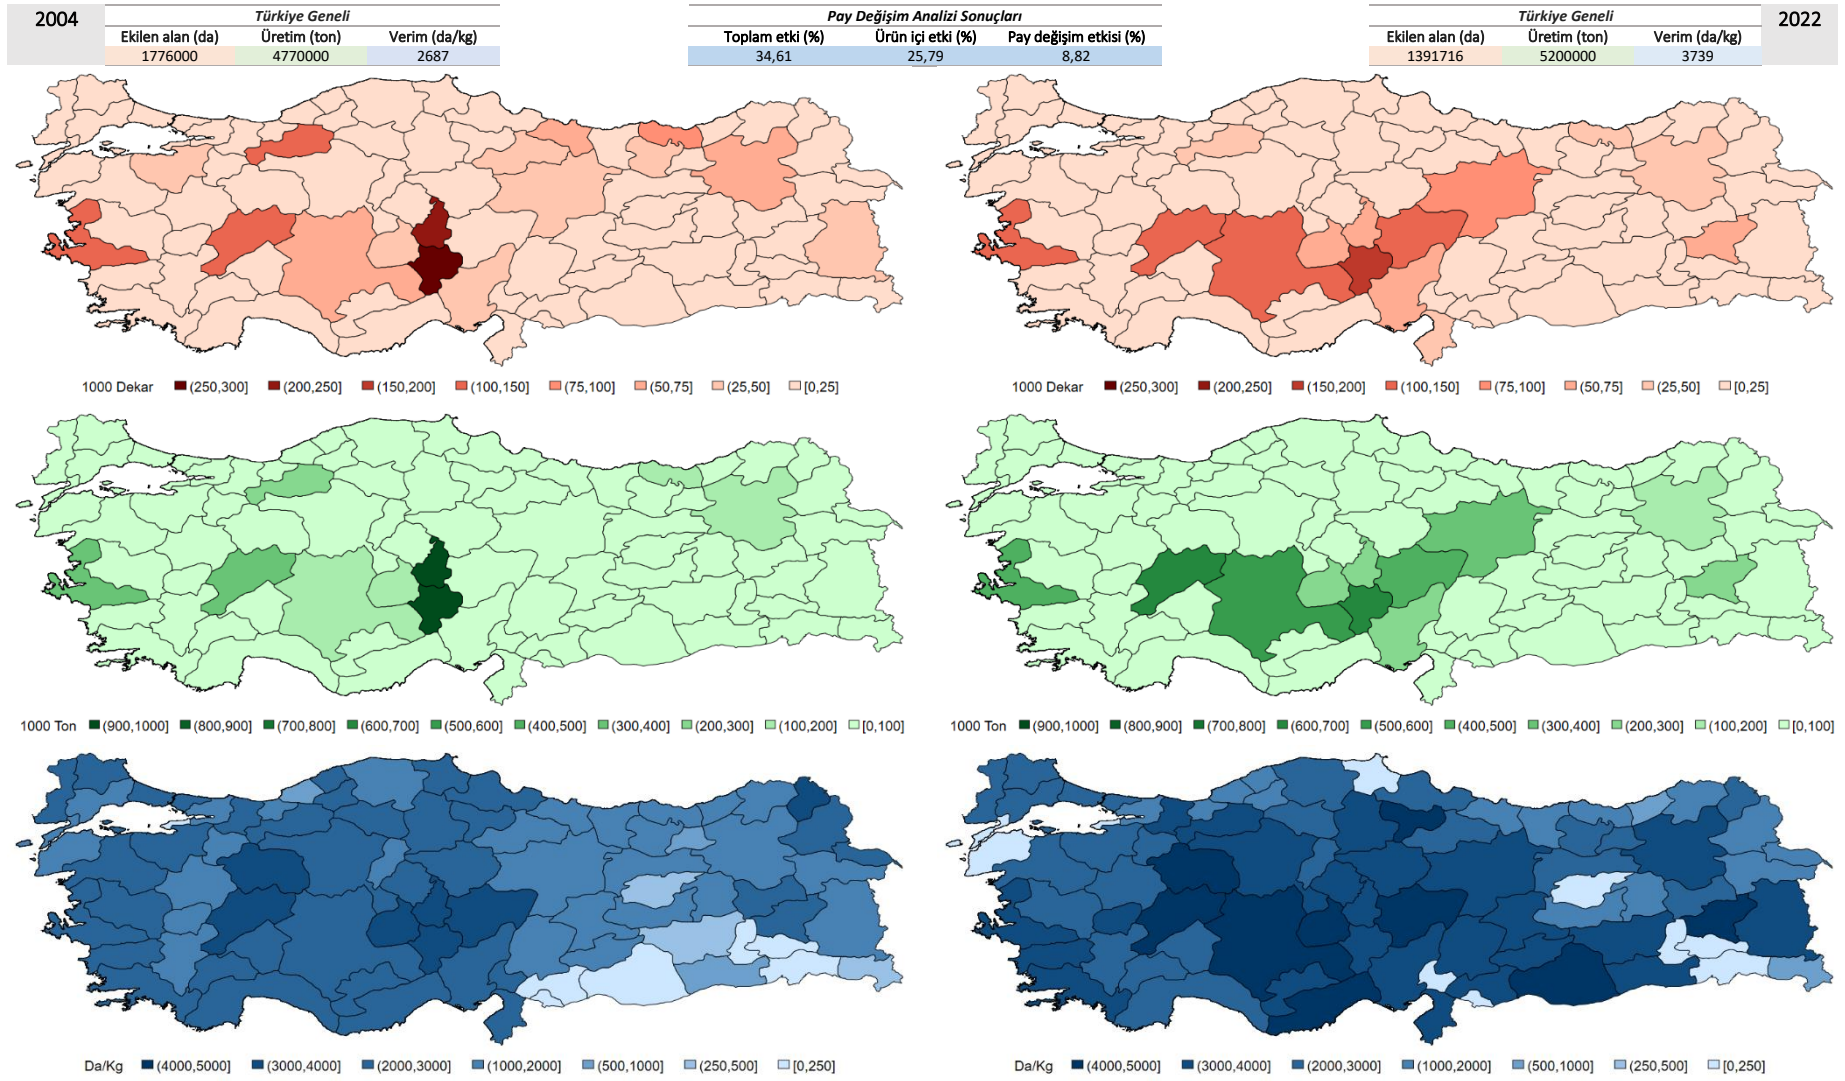 2004
Türkiye Geneli
Ekilen alan (da) Üretim (ton) Verim (da/kg)
1776000 4770000 2687
Pay Değişim Analizi Sonuçları
Toplam etki (%) Ürün içi etki (%) Pay değişim etkisi (%)
34,61 25,79 8,82
Türkiye Geneli
Ekilen alan (da) Üretim (ton) Verim (da/kg)
1391716 5200000 3739
2022
1000 Dekar (250,300] (200,250] (150,200] (100,150] (75,100] (50,75] (25,50] [0,25]
1000 Dekar (250,300] (200,250] (150,200] (100,150] (75,100] (50,75] (25,50] [0,25]
1000 Ton (900,1000] (800,900] (700,800] (600,700] (500,600] (400,500] (300,400] (200,300] (100,200] [0,100]
1000 Ton (900,1000] (800,900] (700,800] (600,700] (500,600] (400,500] (300,400] (200,300] (100,200] [0,100]
Da/Kg (4000,5000] (3000,4000] (2000,3000] (1000,2000] (500,1000] (250,500] [0,250]
Da/Kg (4000,5000] (3000,4000] (2000,3000] (1000,2000] (500,1000] (250,500] [0,250]